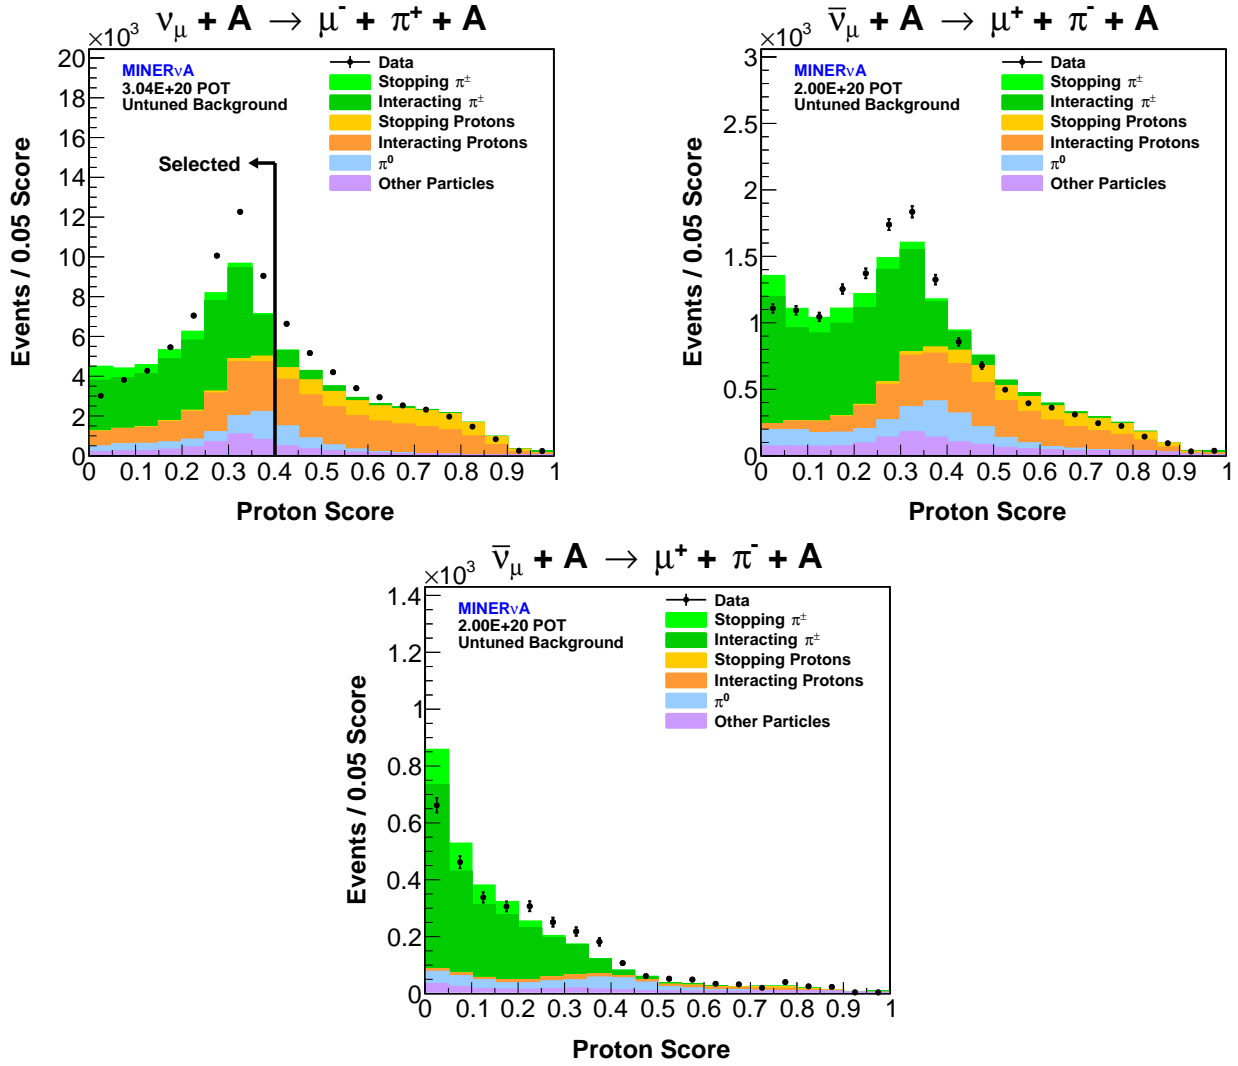 νμ + A → μ- + π+ + A
×10³
MINERνA
3.04E+20 POT
Untuned Background
Data
Stopping π±
Interacting π±
Stopping Protons
Interacting Protons
π⁰
Other Particles
Selected
Events / 0.05 Score
20
18
16
14
12
10
8
6
4
2
0
0 0.1 0.2 0.3 0.4 0.5 0.6 0.7 0.8 0.9 1
Proton Score
ν̅μ + A → μ+ + π- + A
×10³
MINERνA
2.00E+20 POT
Untuned Background
Data
Stopping π±
Interacting π±
Stopping Protons
Interacting Protons
π⁰
Other Particles
Events / 0.05 Score
3
2.5
2
1.5
1
0.5
0
0 0.1 0.2 0.3 0.4 0.5 0.6 0.7 0.8 0.9 1
Proton Score
ν̅μ + A → μ+ + π- + A
×10³
MINERνA
2.00E+20 POT
Untuned Background
Data
Stopping π±
Interacting π±
Stopping Protons
Interacting Protons
π⁰
Other Particles
Events / 0.05 Score
1.4
1.2
1
0.8
0.6
0.4
0.2
0
0 0.1 0.2 0.3 0.4 0.5 0.6 0.7 0.8 0.9 1
Proton Score